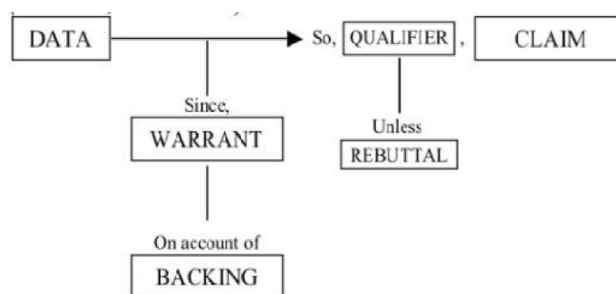 DATA So, QUALIFIER , CLAIM
Since,
WARRANT
Unless
REBUTTAL
On account of
BACKING